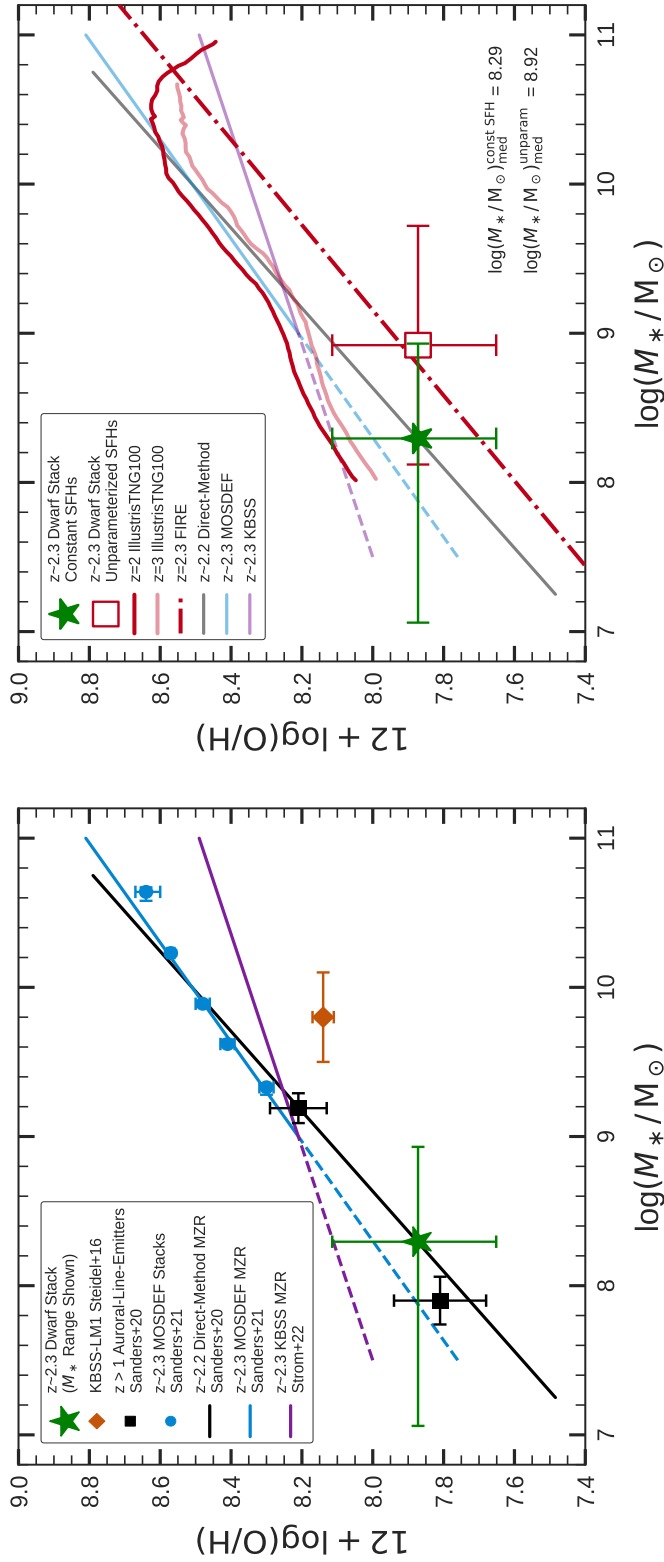 12 + log(O/H)
9.0
8.8
8.6
8.4
8.2
8.0
7.8
7.6
7.4
z~2.3 Dwarf Stack
(M∗ Range Shown)
KBSS-LM1 Steidel+16
z > 1 Auroral-Line-Emitters
Sanders+20
z~2.3 MOSDEF Stacks
Sanders+21
z~2.2 Direct-Method MZR
Sanders+20
z~2.3 MOSDEF MZR
Sanders+21
z~2.3 KBSS MZR
Strom+22
7 8 9 10 11
log(M∗/M⊙)
12 + log(O/H)
9.0
8.8
8.6
8.4
8.2
8.0
7.8
7.6
7.4
z~2.3 Dwarf Stack
Constant SFHs
z~2.3 Dwarf Stack
Unparameterized SFHs
z=2 IllustrisTNG100
z=3 IllustrisTNG100
z=2.3 FIRE
z~2.2 Direct-Method
z~2.3 MOSDEF
z~2.3 KBSS
log(M∗/M⊙)med const SFH = 8.29
log(M∗/M⊙)med unparam = 8.92
7 8 9 10 11
log(M∗/M⊙)